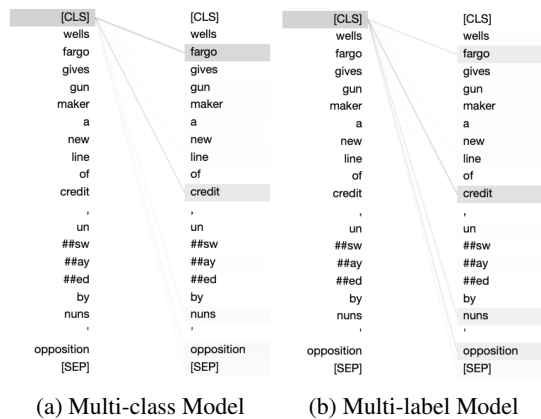 [CLS] [CLS] [CLS] [CLS]
wells wells wells wells
fargo fargo fargo fargo
gives gives gives gives
gun gun gun gun
maker maker maker maker
a a a a
new new new new
line line line line
of of of of
credit credit credit credit
, , , ,
un un un un
##sw ##sw ##sw ##sw
##ay ##ay ##ay ##ay
##ed ##ed ##ed ##ed
by by by by
nuns nuns nuns nuns
' ' ' '
opposition opposition opposition opposition
[SEP] [SEP] [SEP] [SEP]
(a) Multi-class Model (b) Multi-label Model